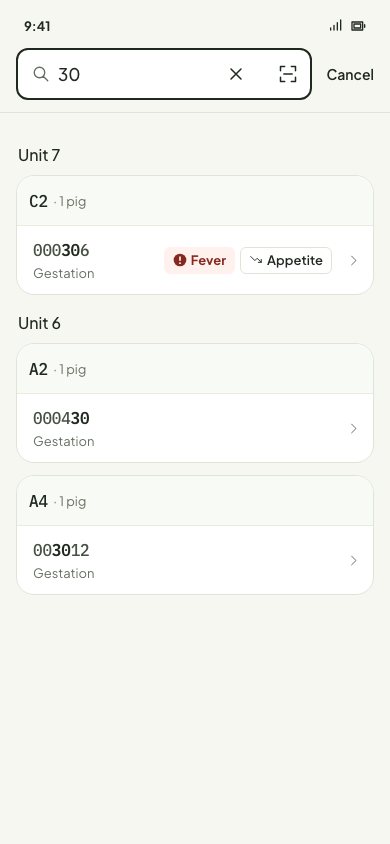 9:41
30
Cancel
Unit 7
C2 · 1 pig
000306
Fever
Appetite
Gestation
Unit 6
A2 · 1 pig
000430
Gestation
A4 · 1 pig
003012
Gestation